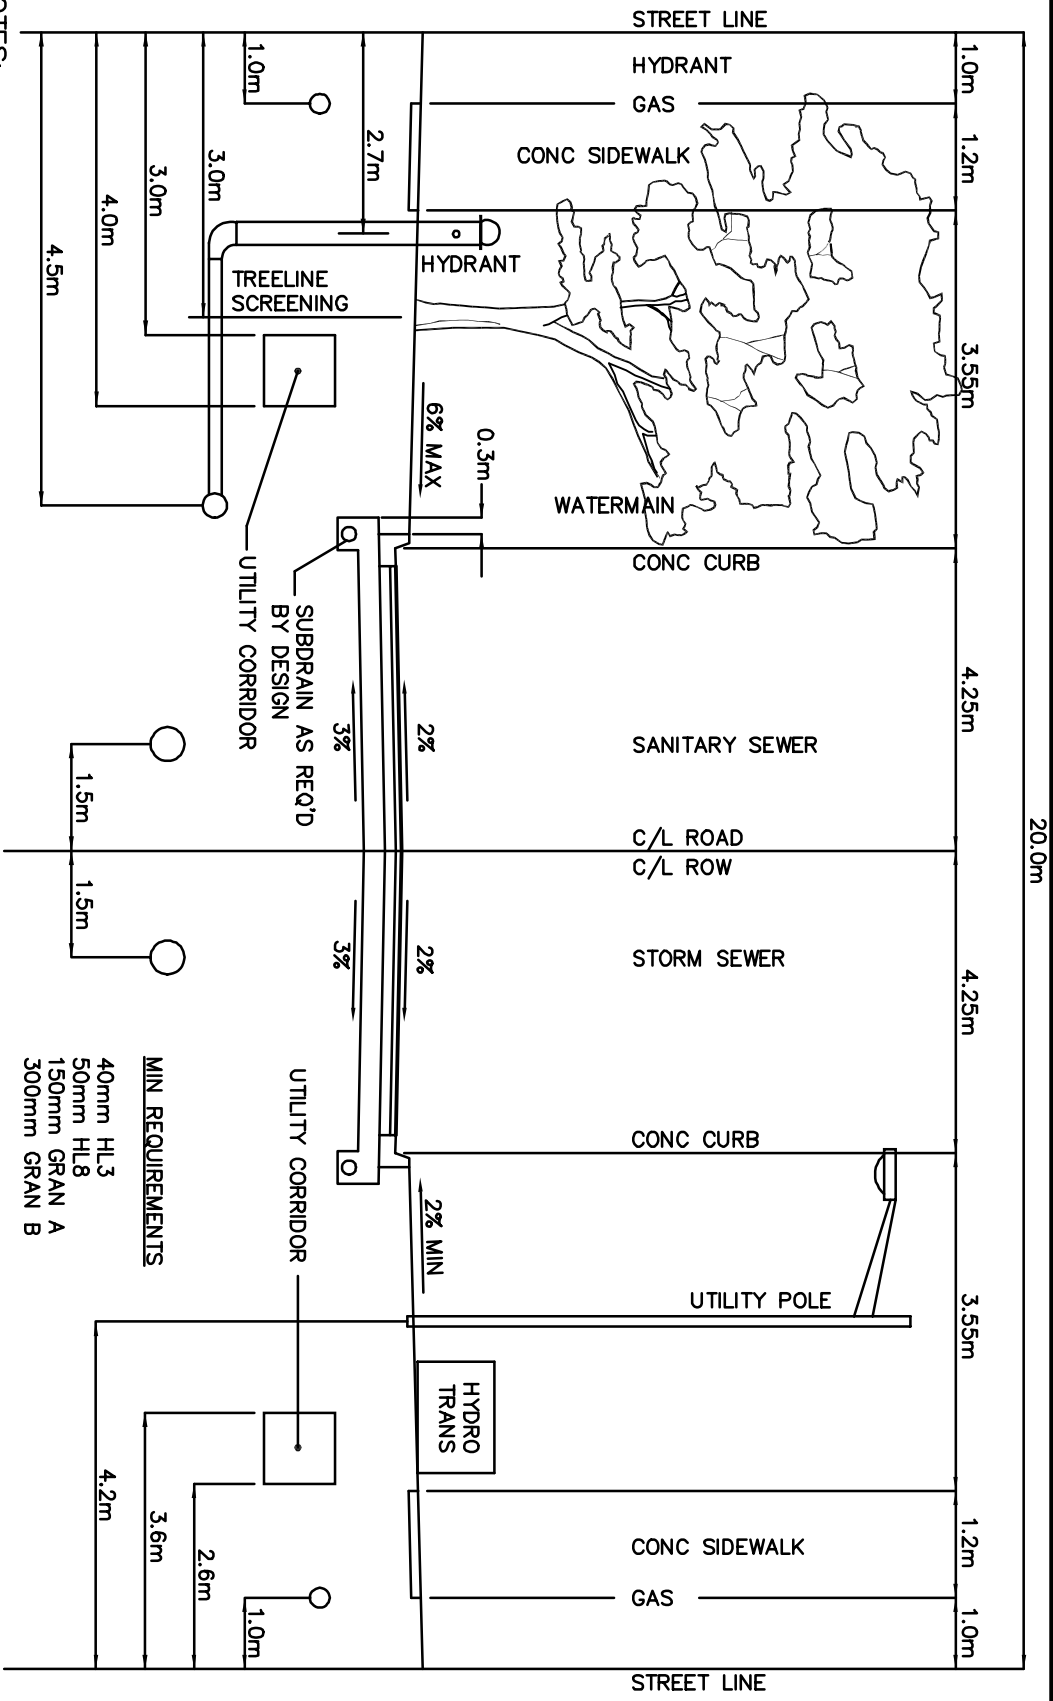 20.0m
1.0m
1.2m
3.55m
4.25m
4.25m
3.55m
1.2m
1.0m
STREET LINE
HYDRANT
GAS
CONC SIDEWALK
WATERMAIN
CONC CURB
SANITARY SEWER
C/L ROAD
C/L ROW
STORM SEWER
CONC CURB
UTILITY POLE
CONC SIDEWALK
GAS
STREET LINE
HYDRANT
TREELINE
SCREENING
1.0m
2.7m
3.0m
3.0m
4.0m
4.5m
6% MAX
0.3m
SUBDRAIN AS REQ'D
BY DESIGN
UTILITY CORRIDOR
2%
3%
2%
3%
1.5m
1.5m
2% MIN
HYDRO
TRANS
UTILITY CORRIDOR
MIN REQUIREMENTS
40mm HL3
50mm HL8
150mm GRAN A
300mm GRAN B
4.2m
3.6m
2.6m
1.0m